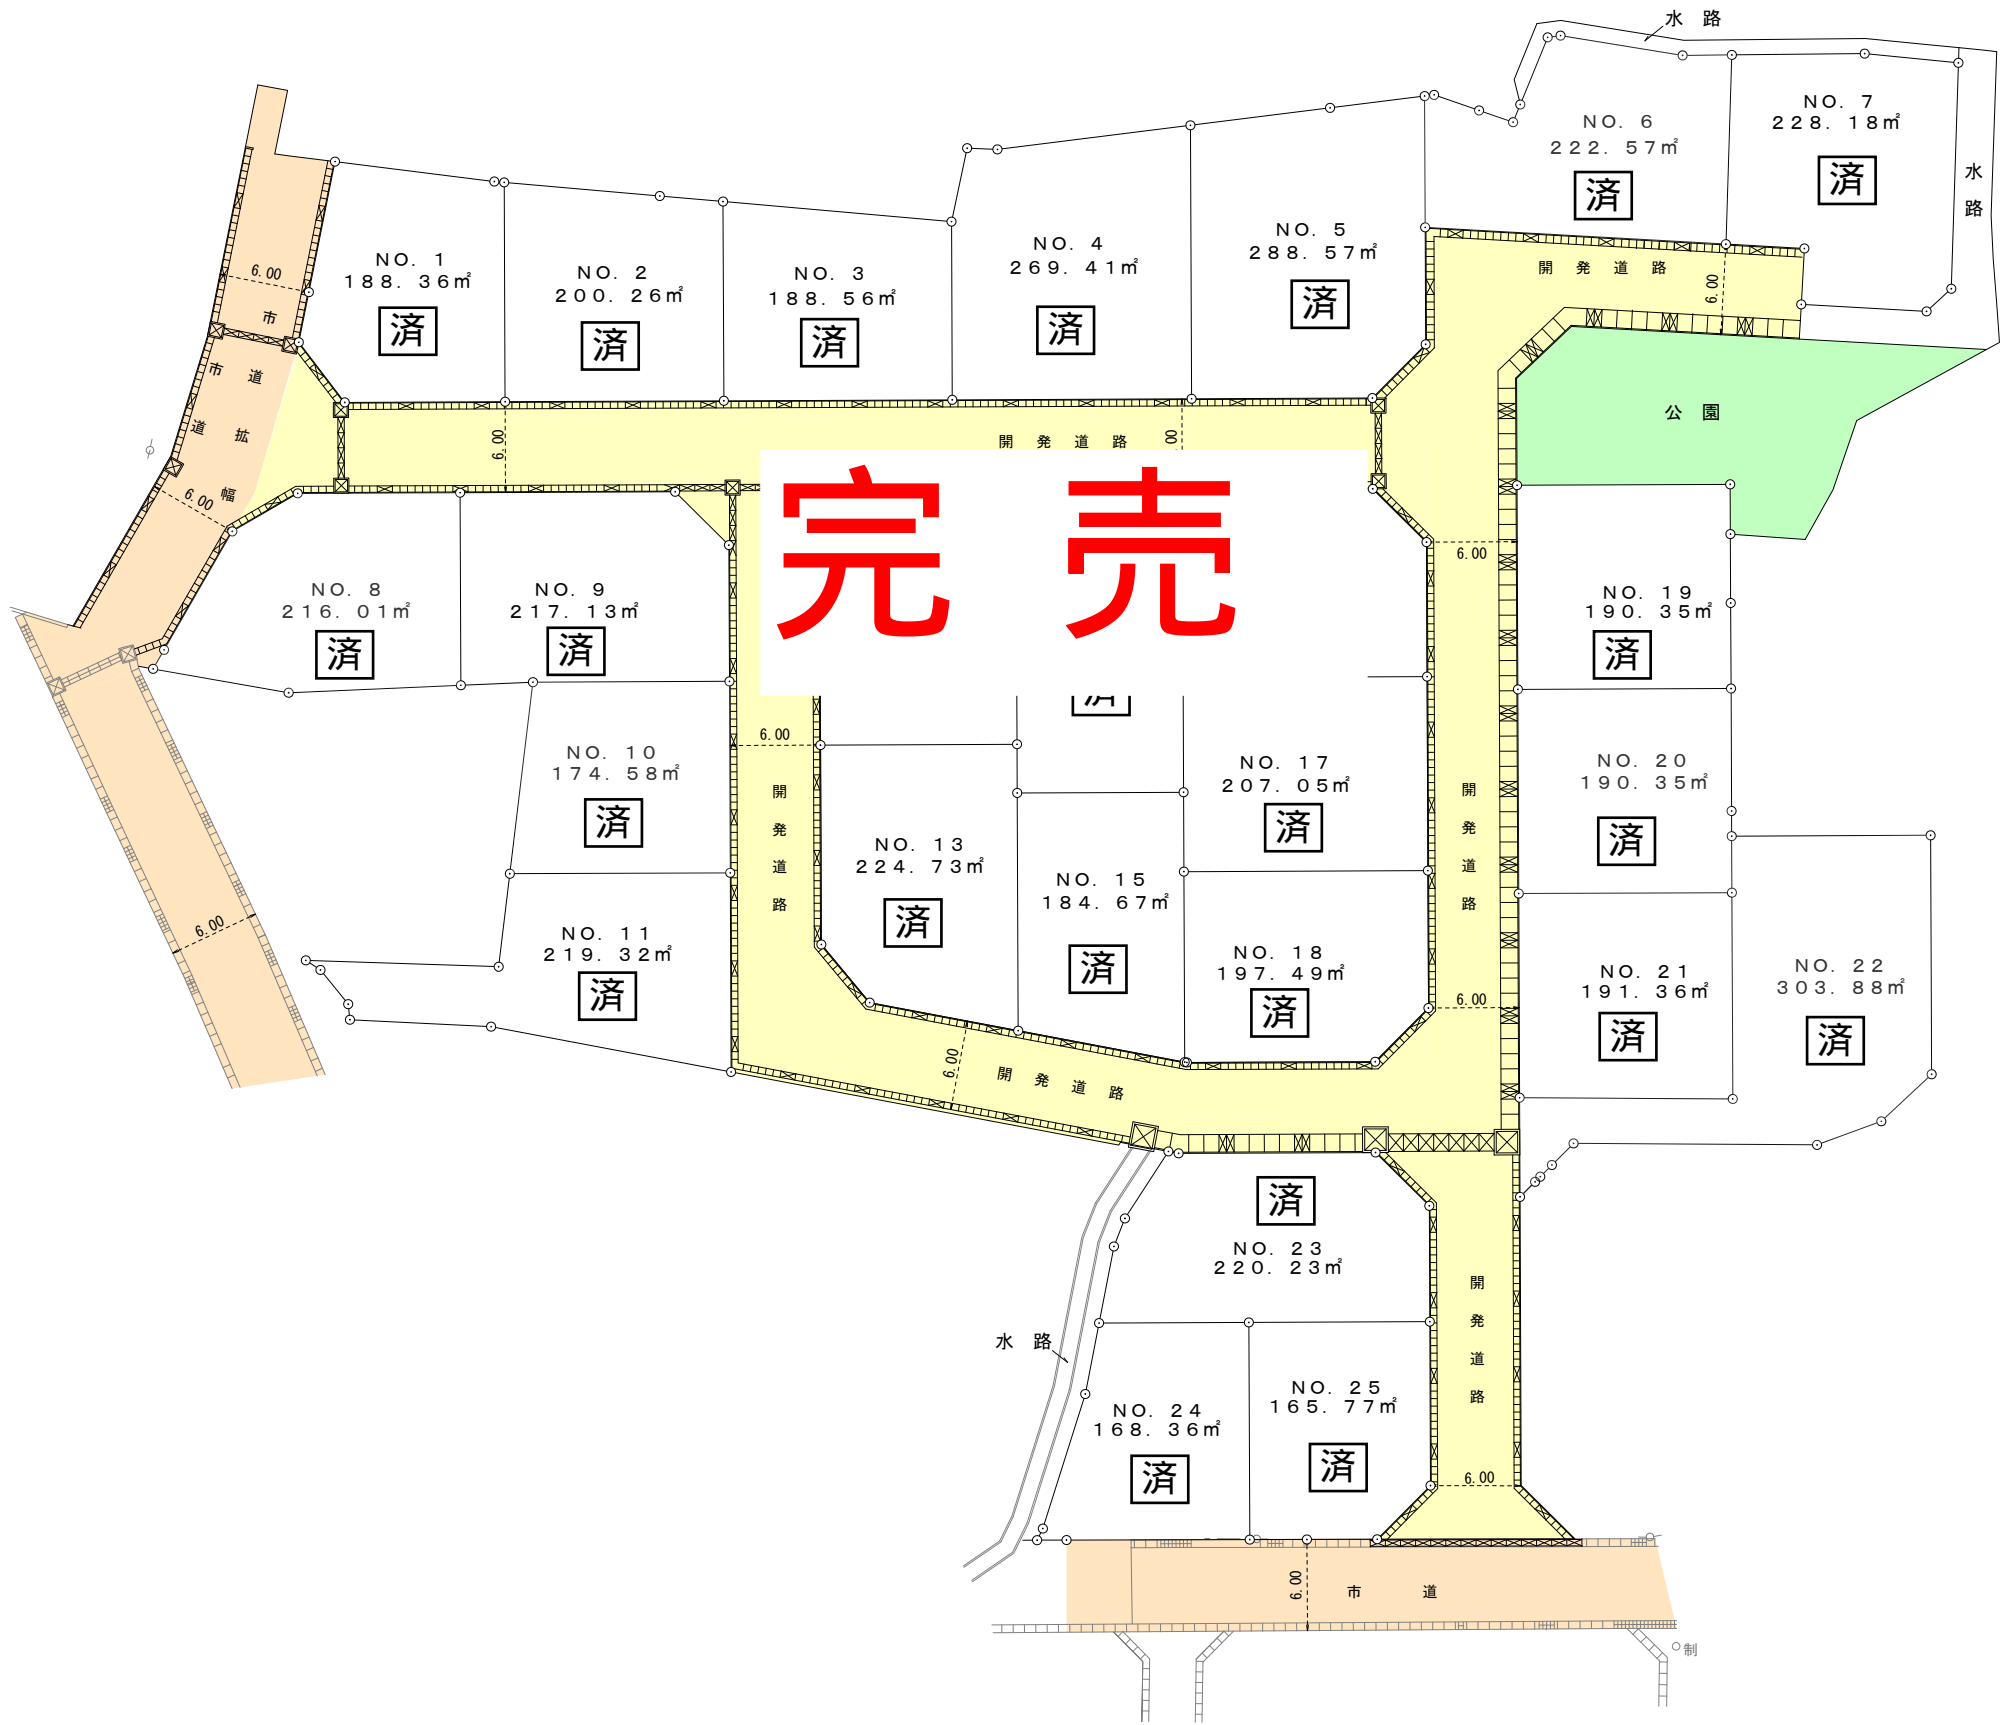 水 路
NO. 7
228. 18㎡
済
NO. 6
222. 57㎡
済
水
路
NO. 5
288. 57㎡
済
NO. 4
269. 41㎡
済
NO. 1
188. 36㎡
済
NO. 2
200. 26㎡
済
NO. 3
188. 56㎡
済
開 発 道 路
6.00
6.00
市
道
市
道
拡
幅
6.00
6.00
開 発 道 路
00
公 園
完 売
6.00
NO. 8
216. 01㎡
済
NO. 9
217. 13㎡
済
NO. 19
190. 35㎡
済
NO. 10
174. 58㎡
済
6.00
開
発
道
路
NO. 17
207. 05㎡
済
開
発
道
路
NO. 20
190. 35㎡
済
NO. 13
224. 73㎡
済
NO. 15
184. 67㎡
済
6.00
NO. 11
219. 32㎡
済
NO. 18
197. 49㎡
済
6.00
NO. 21
191. 36㎡
済
NO. 22
303. 88㎡
済
6.00
開 発 道 路
済
NO. 23
220. 23㎡
開
発
道
路
水 路
NO. 24
168. 36㎡
済
NO. 25
165. 77㎡
済
6.00
6.00
市 道
制